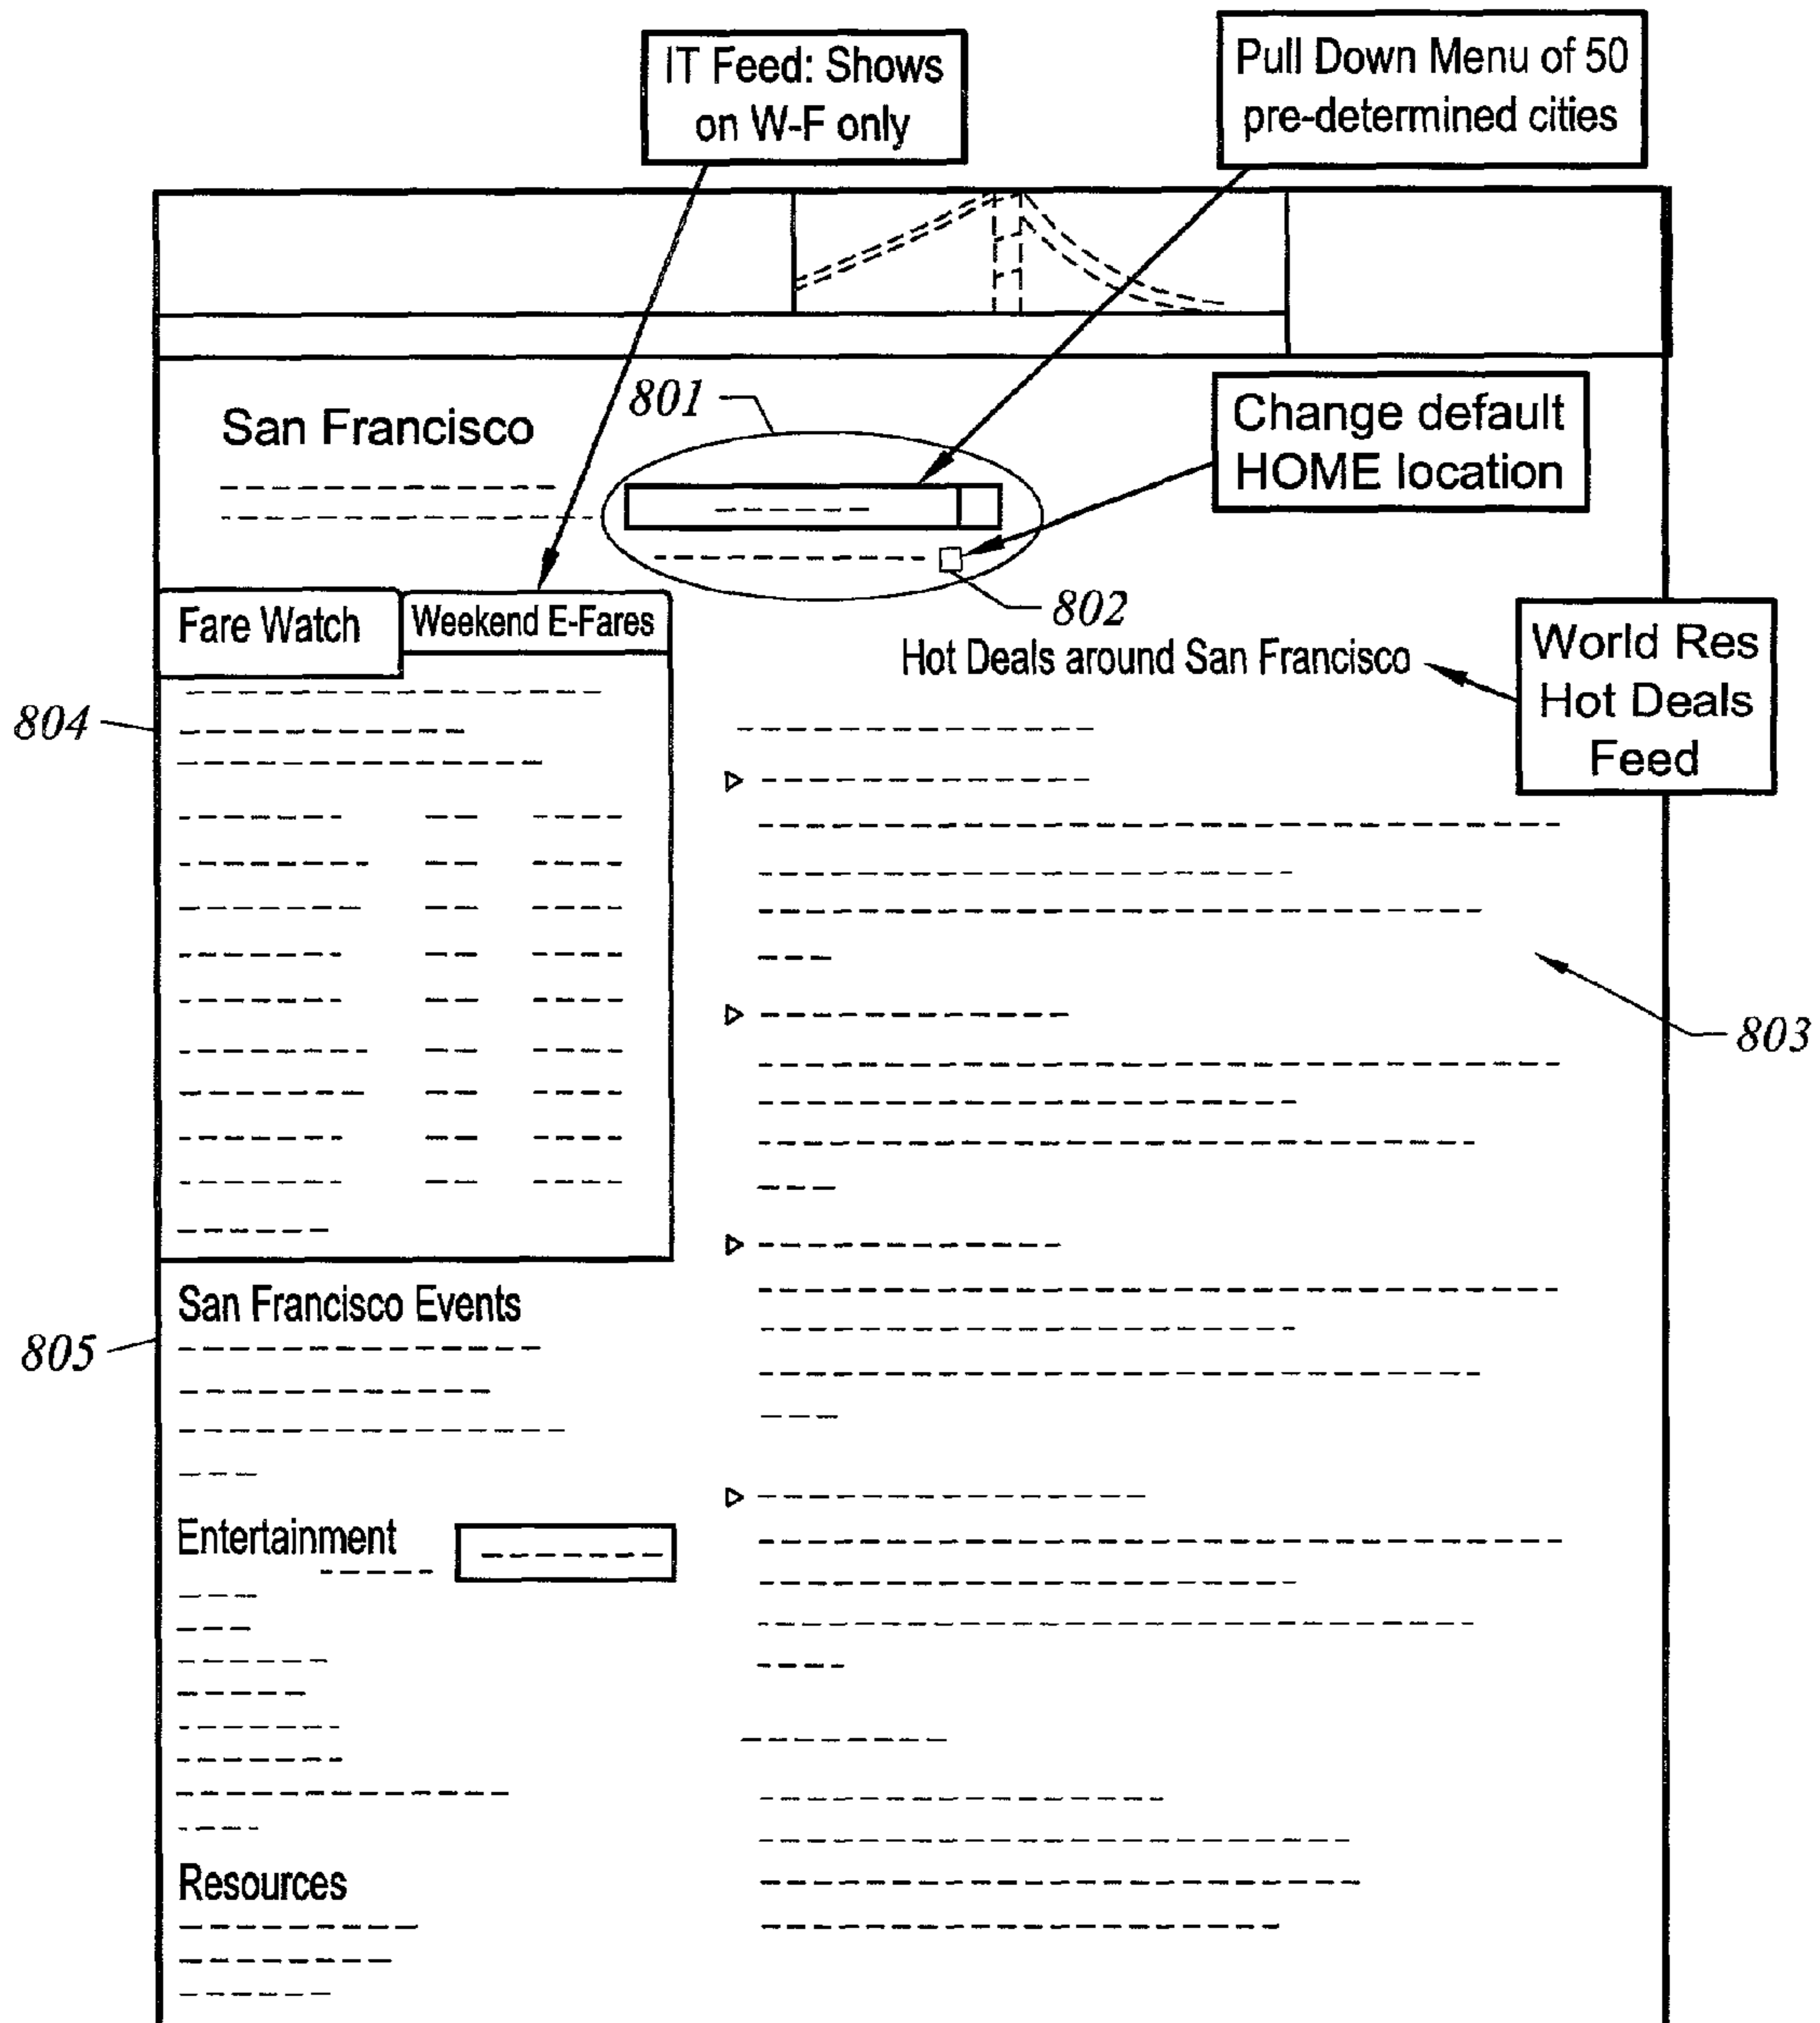 IT Feed: Shows
on W-F only
Pull Down Menu of 50
pre-determined cities
San Francisco
801
Change default
HOME location
802
Fare Watch
Weekend E-Fares
Hot Deals around San Francisco
World Res
Hot Deals
Feed
804
803
San Francisco Events
805
Entertainment
Resources